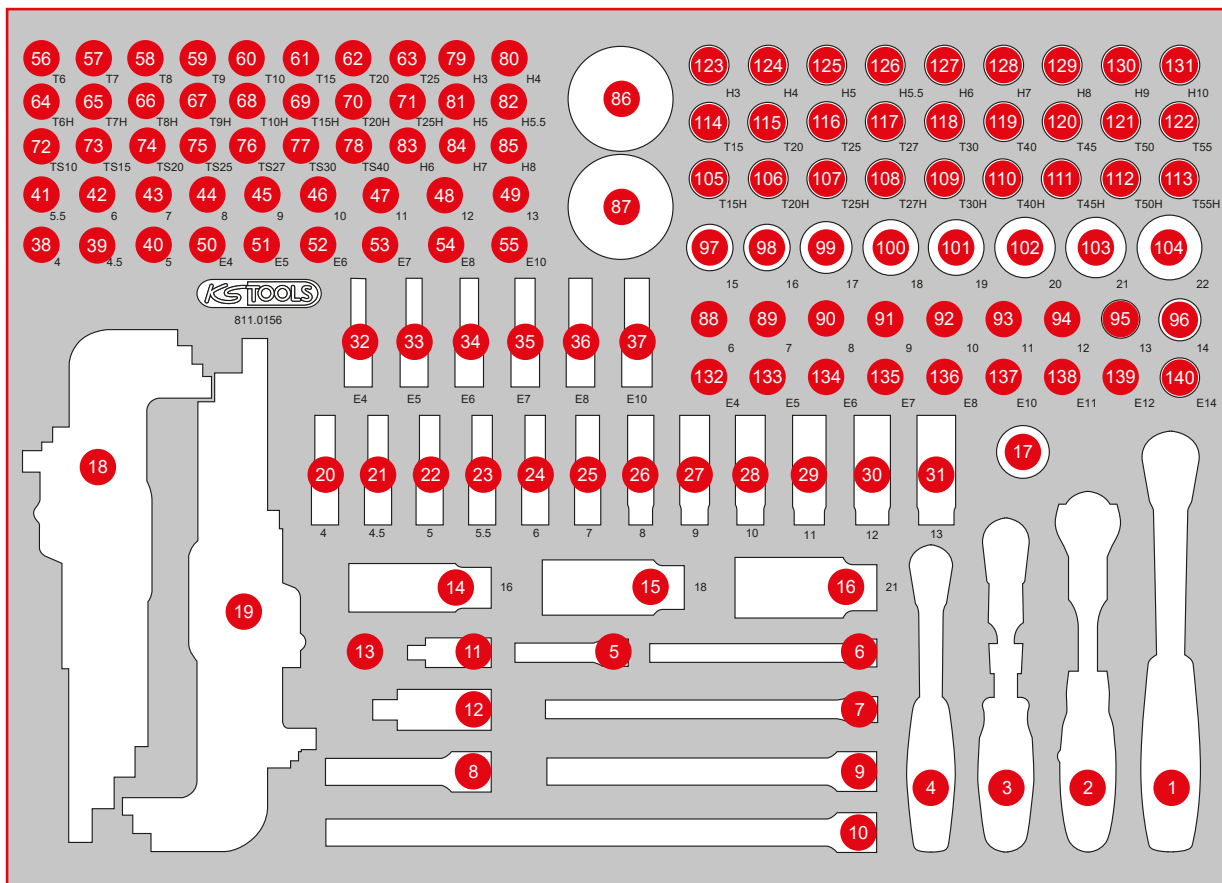 56 57 58 59 60 61 62 63 79 80
T6 T7 T8 T9 T10 T15 T20 T25 H3 H4
64 65 66 67 68 69 70 71 81 82
T6H T7H T8H T9H T10H T15H T20H T25H H5 H5.5
72 73 74 75 76 77 78 83 84 85
TS10 TS15 TS20 TS25 TS27 TS30 TS40 H6 H7 H8
41 42 43 44 45 46 47 48 49
5.5 6 7 8 9 10 11 12 13
38 39 40 50 51 52 53 54 55
4 4.5 5 E4 E5 E6 E7 E8 E10
86
87
123 124 125 126 127 128 129 130 131
H3 H4 H5 H5.5 H6 H7 H8 H9 H10
114 115 116 117 118 119 120 121 122
T15 T20 T25 T27 T30 T40 T45 T50 T55
105 106 107 108 109 110 111 112 113
T15H T20H T25H T27H T30H T40H T45H T50H T55H
97 98 99 100 101 102 103 104
15 16 17 18 19 20 21 22
88 89 90 91 92 93 94 95 96
6 7 8 9 10 11 12 13 14
132 133 134 135 136 137 138 139 140
E4 E5 E6 E7 E8 E10 E11 E12 E14
KS TOOLS
811.0156
32 33 34 35 36 37
E4 E5 E6 E7 E8 E10
18
19
20 21 22 23 24 25 26 27 28 29 30 31
4 4.5 5 5.5 6 7 8 9 10 11 12 13
17
14 16 15 18 16 21
13 11 5 6
12 7
8 9
10
4 3 2 1